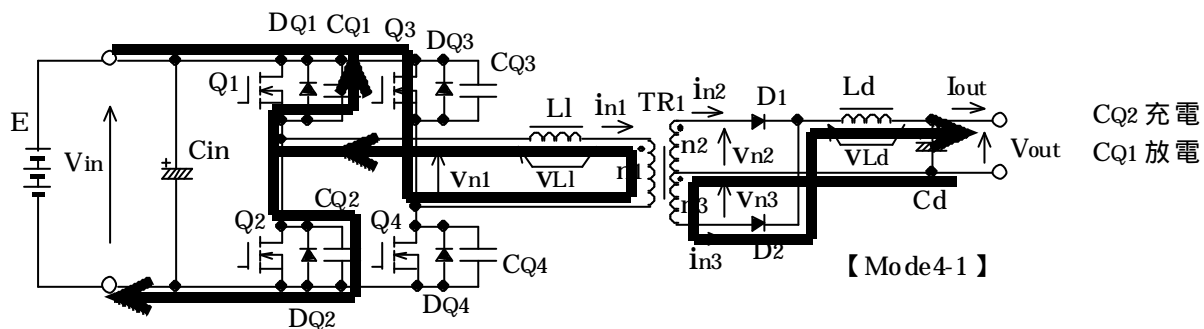 DQ1 CQ1 Q3
DQ3
CQ3
Q1
Ll
in1
TR1
in2
D1
Ld
Iout
CQ2 充電
CQ1 放電
E
Vin
Cin
+
Vn1
VLl
n1
n2
Vn2
VLd
Vout
n3
Vn3
Cd
Q2
CQ2
Q4
CQ4
in3
D2
DQ2
DQ4
【Mode4-1】